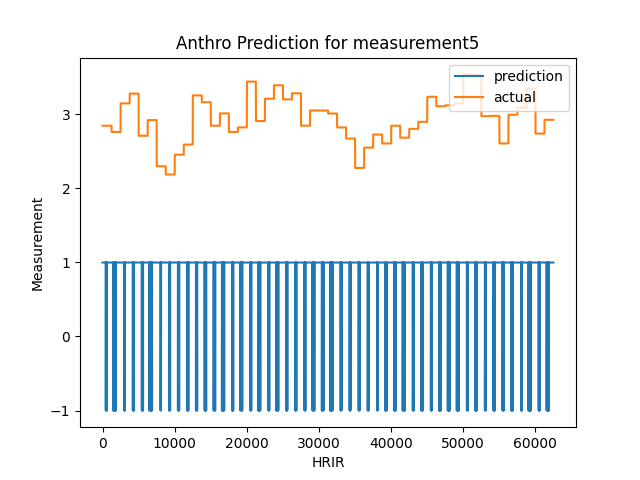 Anthro Prediction for measurement5
prediction
actual
Measurement
3
2
1
0
−1
0
10000
20000
30000
40000
50000
60000
HRIR